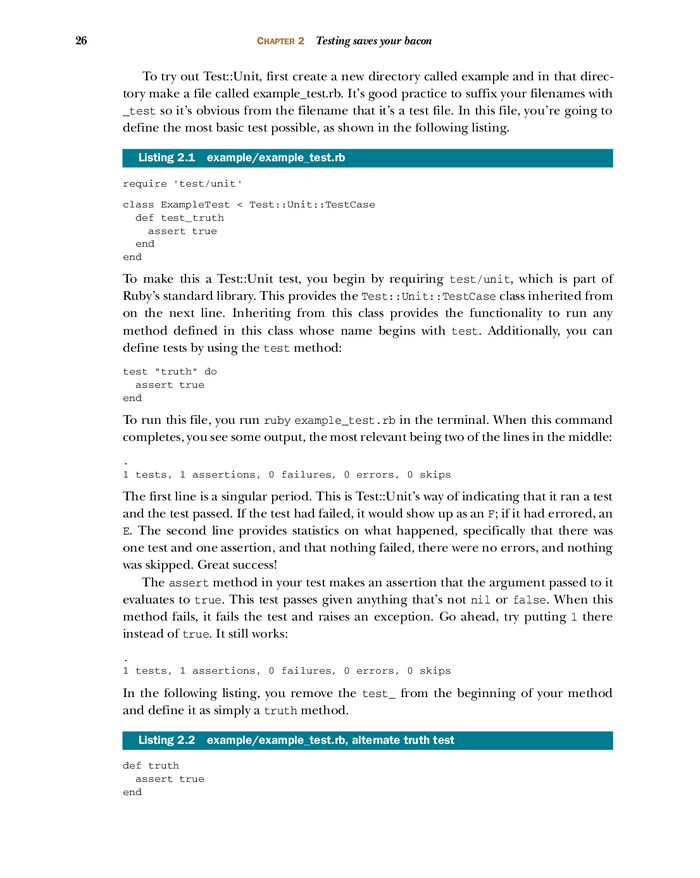 26 CHAPTER 2 Testing saves your bacon
To try out Test::Unit, first create a new directory called example and in that direc-
tory make a file called example_test.rb. It's good practice to suffix your filenames with
_test so it's obvious from the filename that it's a test file. In this file, you're going to
define the most basic test possible, as shown in the following listing.
Listing 2.1 example/example_test.rb
require 'test/unit'
class ExampleTest < Test::Unit::TestCase
  def test_truth
    assert true
  end
end
To make this a Test::Unit test, you begin by requiring test/unit, which is part of
Ruby's standard library. This provides the Test::Unit::TestCase class inherited from
on the next line. Inheriting from this class provides the functionality to run any
method defined in this class whose name begins with test. Additionally, you can
define tests by using the test method:
test "truth" do
  assert true
end
To run this file, you run ruby example_test.rb in the terminal. When this command
completes, you see some output, the most relevant being two of the lines in the middle:
.
1 tests, 1 assertions, 0 failures, 0 errors, 0 skips
The first line is a singular period. This is Test::Unit's way of indicating that it ran a test
and the test passed. If the test had failed, it would show up as an F; if it had errored, an
E. The second line provides statistics on what happened, specifically that there was
one test and one assertion, and that nothing failed, there were no errors, and nothing
was skipped. Great success!
The assert method in your test makes an assertion that the argument passed to it
evaluates to true. This test passes given anything that's not nil or false. When this
method fails, it fails the test and raises an exception. Go ahead, try putting 1 there
instead of true. It still works:
.
1 tests, 1 assertions, 0 failures, 0 errors, 0 skips
In the following listing, you remove the test_ from the beginning of your method
and define it as simply a truth method.
Listing 2.2 example/example_test.rb, alternate truth test
def truth
  assert true
end